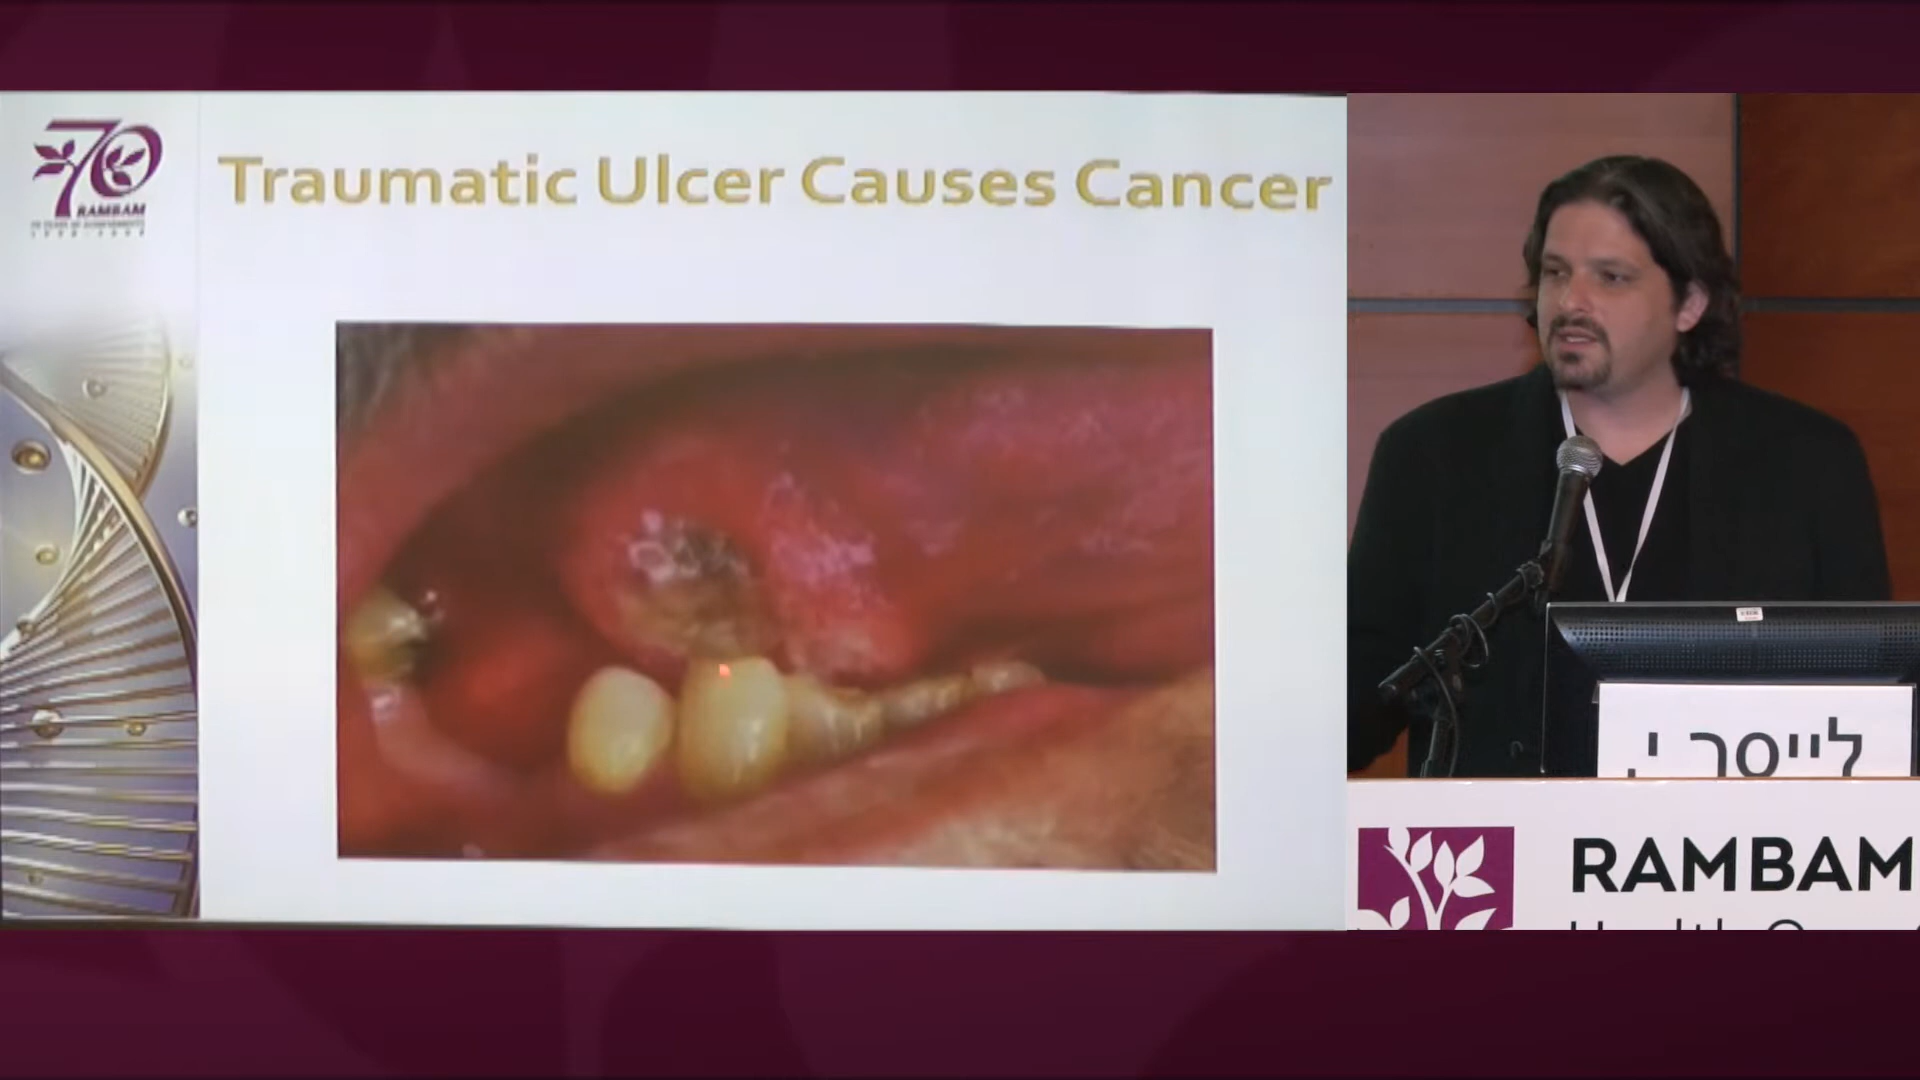 70
RAMBAM
Traumatic Ulcer Causes Cancer
לייסר י.
RAMBAM